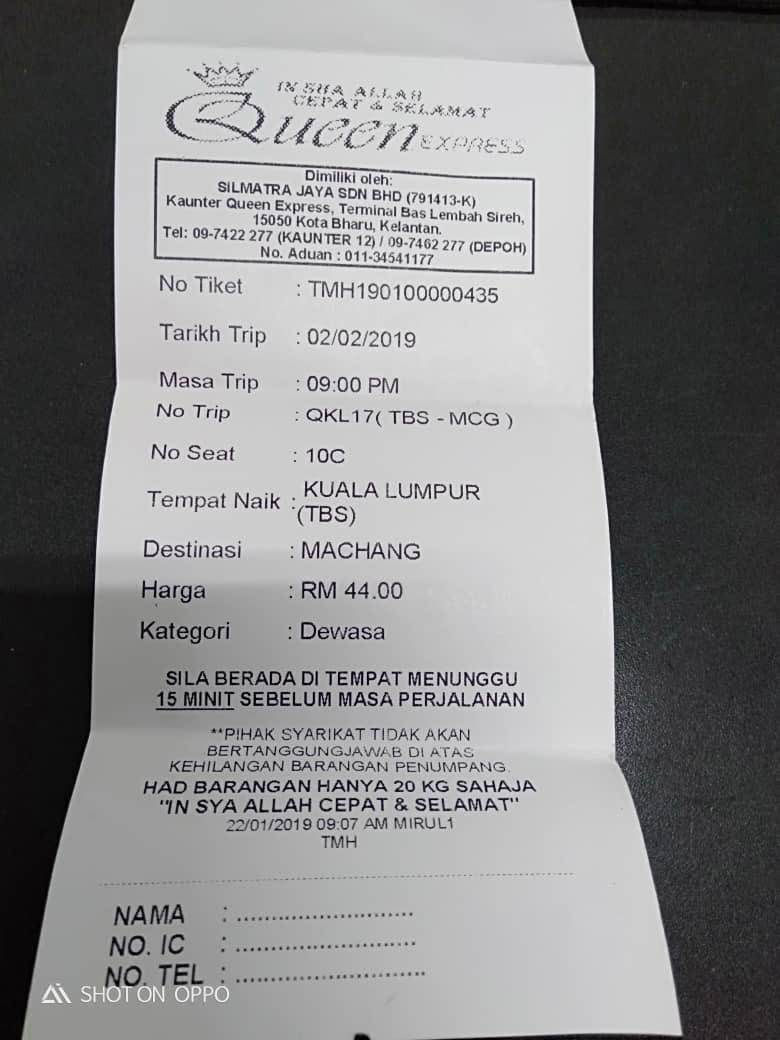 IN SHA ALLAH
CEPAT & SELAMAT
Queen EXPRESS
Dimiliki oleh:
SILMATRA JAYA SDN BHD (791413-K)
Kaunter Queen Express, Terminal Bas Lembah Sireh,
15050 Kota Bharu, Kelantan.
Tel: 09-7422 277 (KAUNTER 12) / 09-7462 277 (DEPOH)
No. Aduan : 011-34541177
No Tiket : TMH190100000435
Tarikh Trip : 02/02/2019
Masa Trip : 09:00 PM
No Trip : QKL17( TBS - MCG )
No Seat : 10C
Tempat Naik : KUALA LUMPUR
(TBS)
Destinasi : MACHANG
Harga : RM 44.00
Kategori : Dewasa
SILA BERADA DI TEMPAT MENUNGGU
15 MINIT SEBELUM MASA PERJALANAN
**PIHAK SYARIKAT TIDAK AKAN
BERTANGGUNGJAWAB DI ATAS
KEHILANGAN BARANGAN PENUMPANG.
HAD BARANGAN HANYA 20 KG SAHAJA
"IN SYA ALLAH CEPAT & SELAMAT"
22/01/2019 09:07 AM MIRUL1
TMH
NAMA : ..........................
NO. IC : ..........................
NO. TEL : ..........................
SHOT ON OPPO